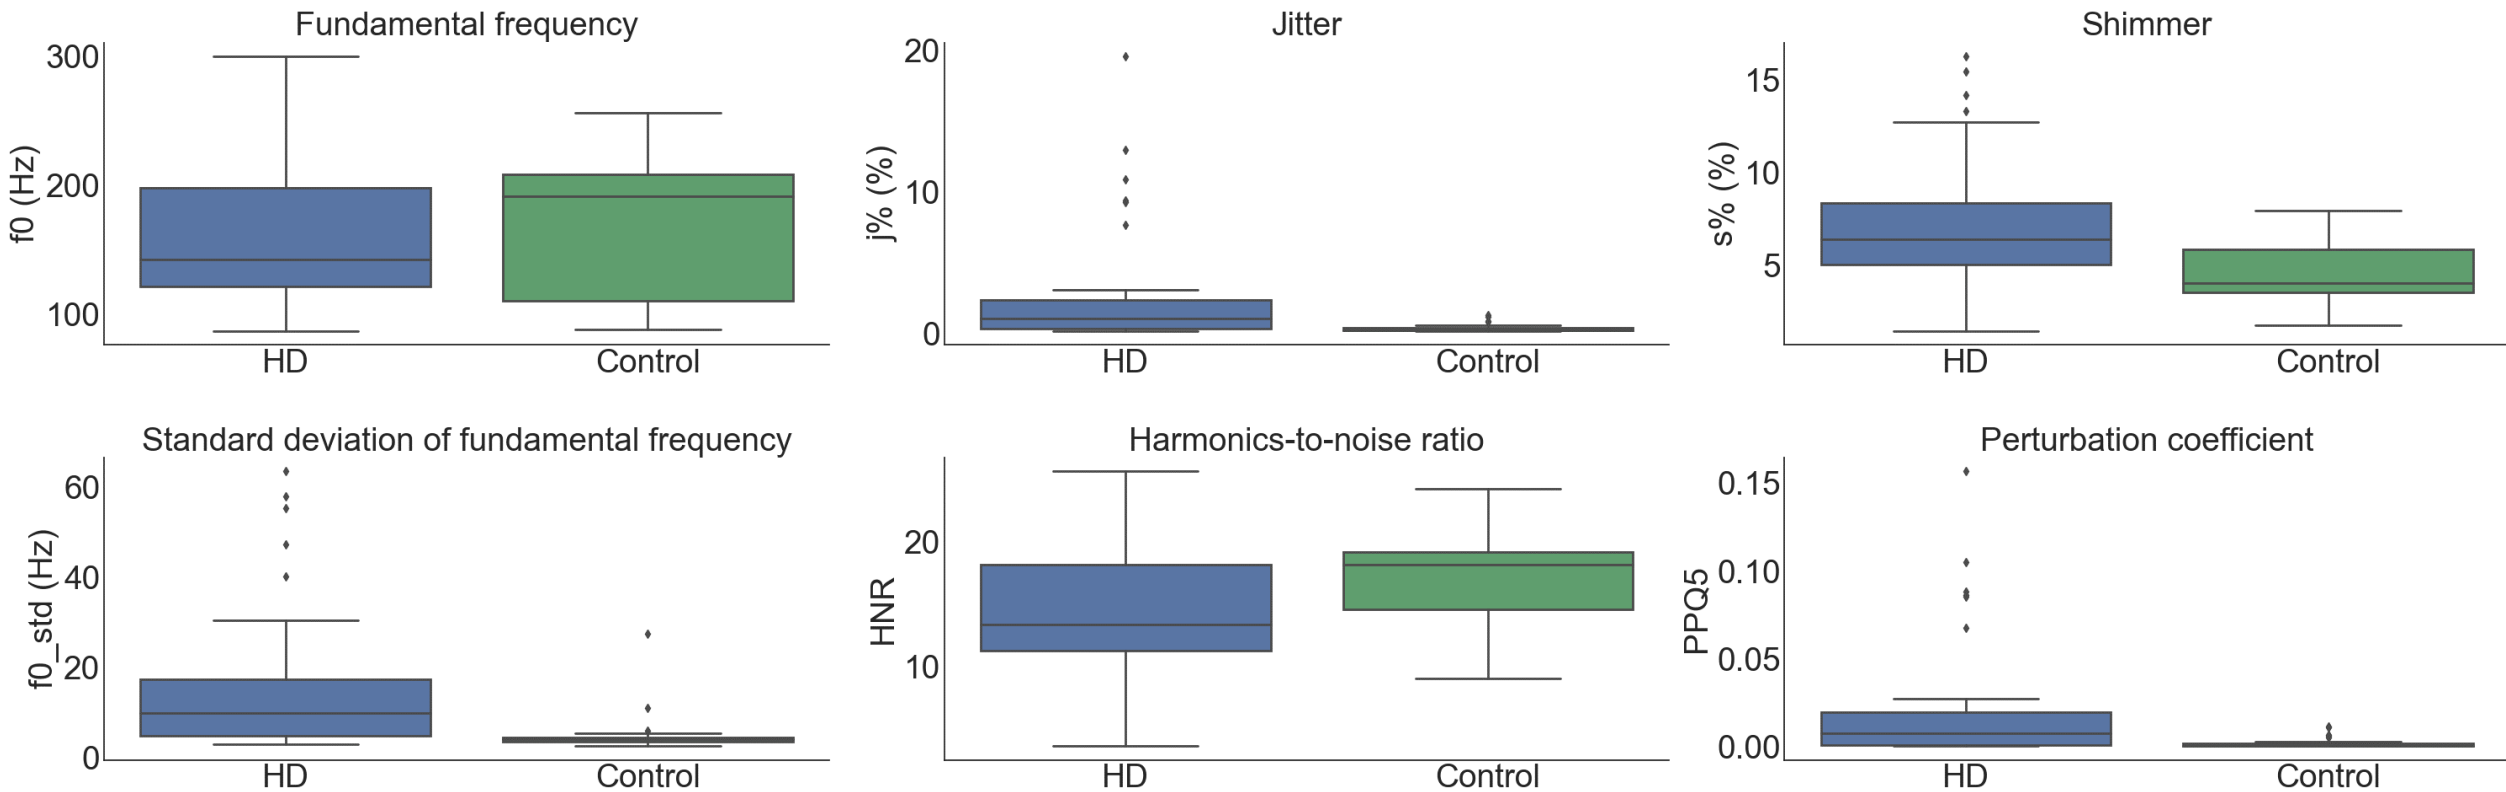 Fundamental frequency
f0 (Hz)
300
200
100
HD
Control
Jitter
j% (%)
20
10
0
HD
Control
Shimmer
s% (%)
15
10
5
HD
Control
Standard deviation of fundamental frequency
f0_std (Hz)
60
40
20
0
HD
Control
Harmonics-to-noise ratio
HNR
20
10
HD
Control
Perturbation coefficient
PPQ5
0.15
0.10
0.05
0.00
HD
Control